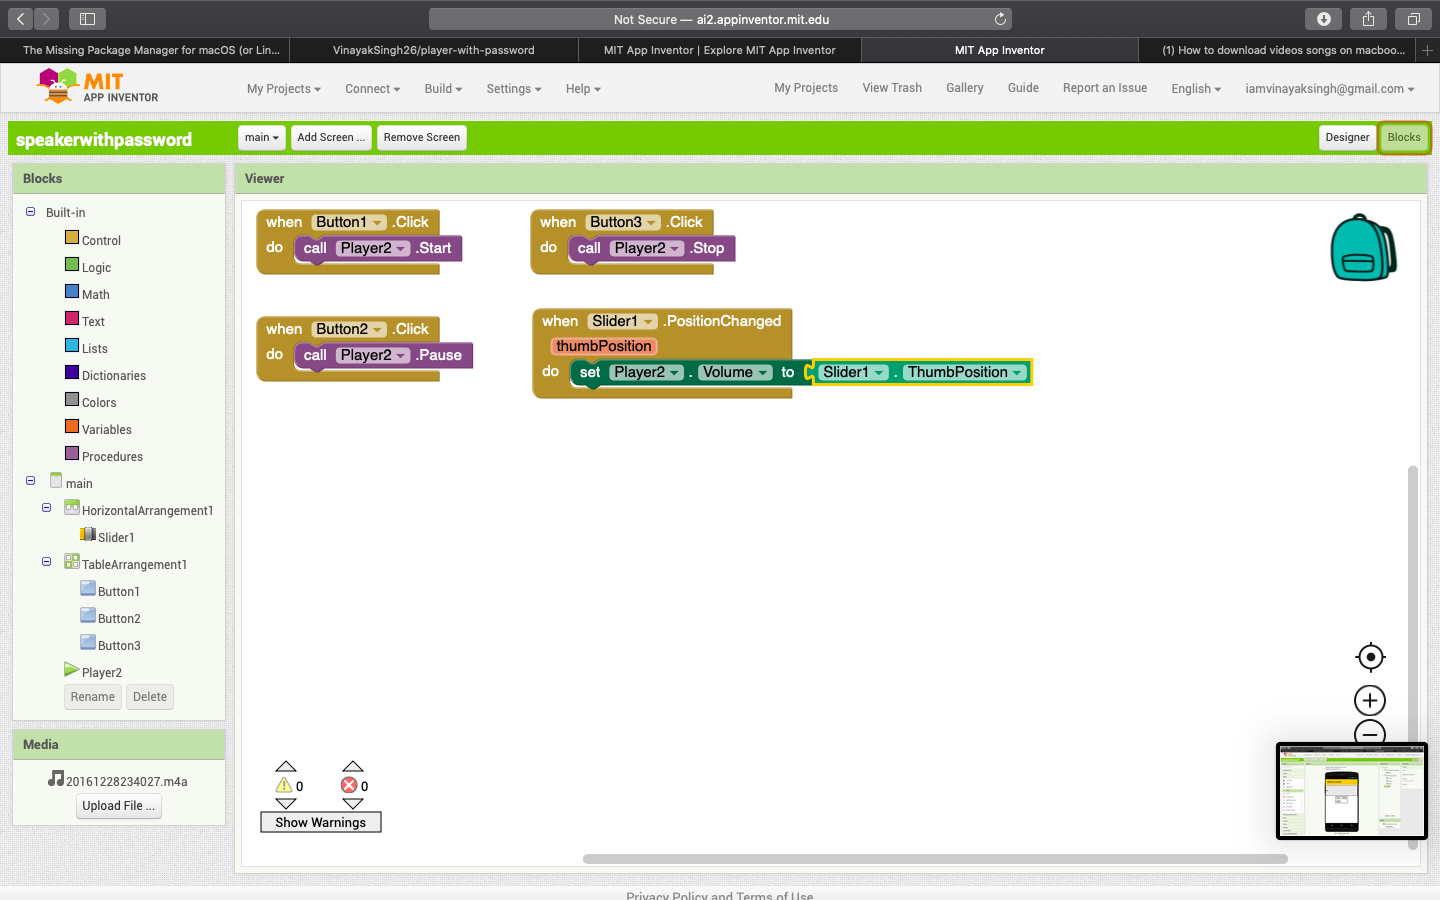 Not Secure — ai2.appinventor.mit.edu
The Missing Package Manager for macOS (or Lin...
VinayakSingh26/player-with-password
MIT App Inventor | Explore MIT App Inventor
MIT App Inventor
(1) How to download videos songs on macboo...
MIT
APP INVENTOR
My Projects
Connect
Build
Settings
Help
My Projects
View Trash
Gallery
Guide
Report an Issue
English
iamvinayaksingh@gmail.com
speakerwithpassword
main
Add Screen ...
Remove Screen
Designer
Blocks
Blocks
Built-in
Control
Logic
Math
Text
Lists
Dictionaries
Colors
Variables
Procedures
main
HorizontalArrangement1
Slider1
TableArrangement1
Button1
Button2
Button3
Player2
Rename
Delete
Media
20161228234027.m4a
Upload File ...
Viewer
when Button1 .Click
do call Player2 .Start
when Button3 .Click
do call Player2 .Stop
when Button2 .Click
do call Player2 .Pause
when Slider1 .PositionChanged
thumbPosition
do set Player2 . Volume to Slider1 . ThumbPosition
0
0
Show Warnings
Privacy Policy and Terms of Use